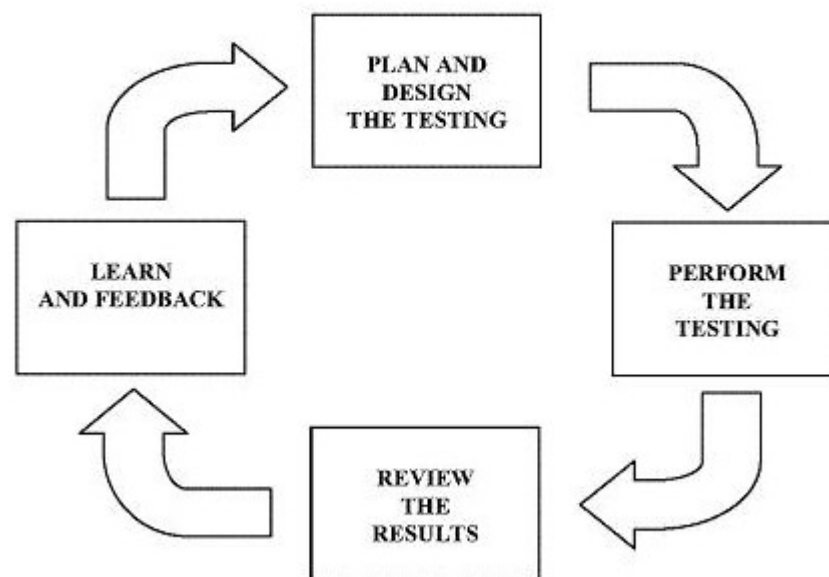 PLAN AND
DESIGN
THE TESTING
PERFORM
THE
TESTING
REVIEW
THE
RESULTS
LEARN
AND FEEDBACK